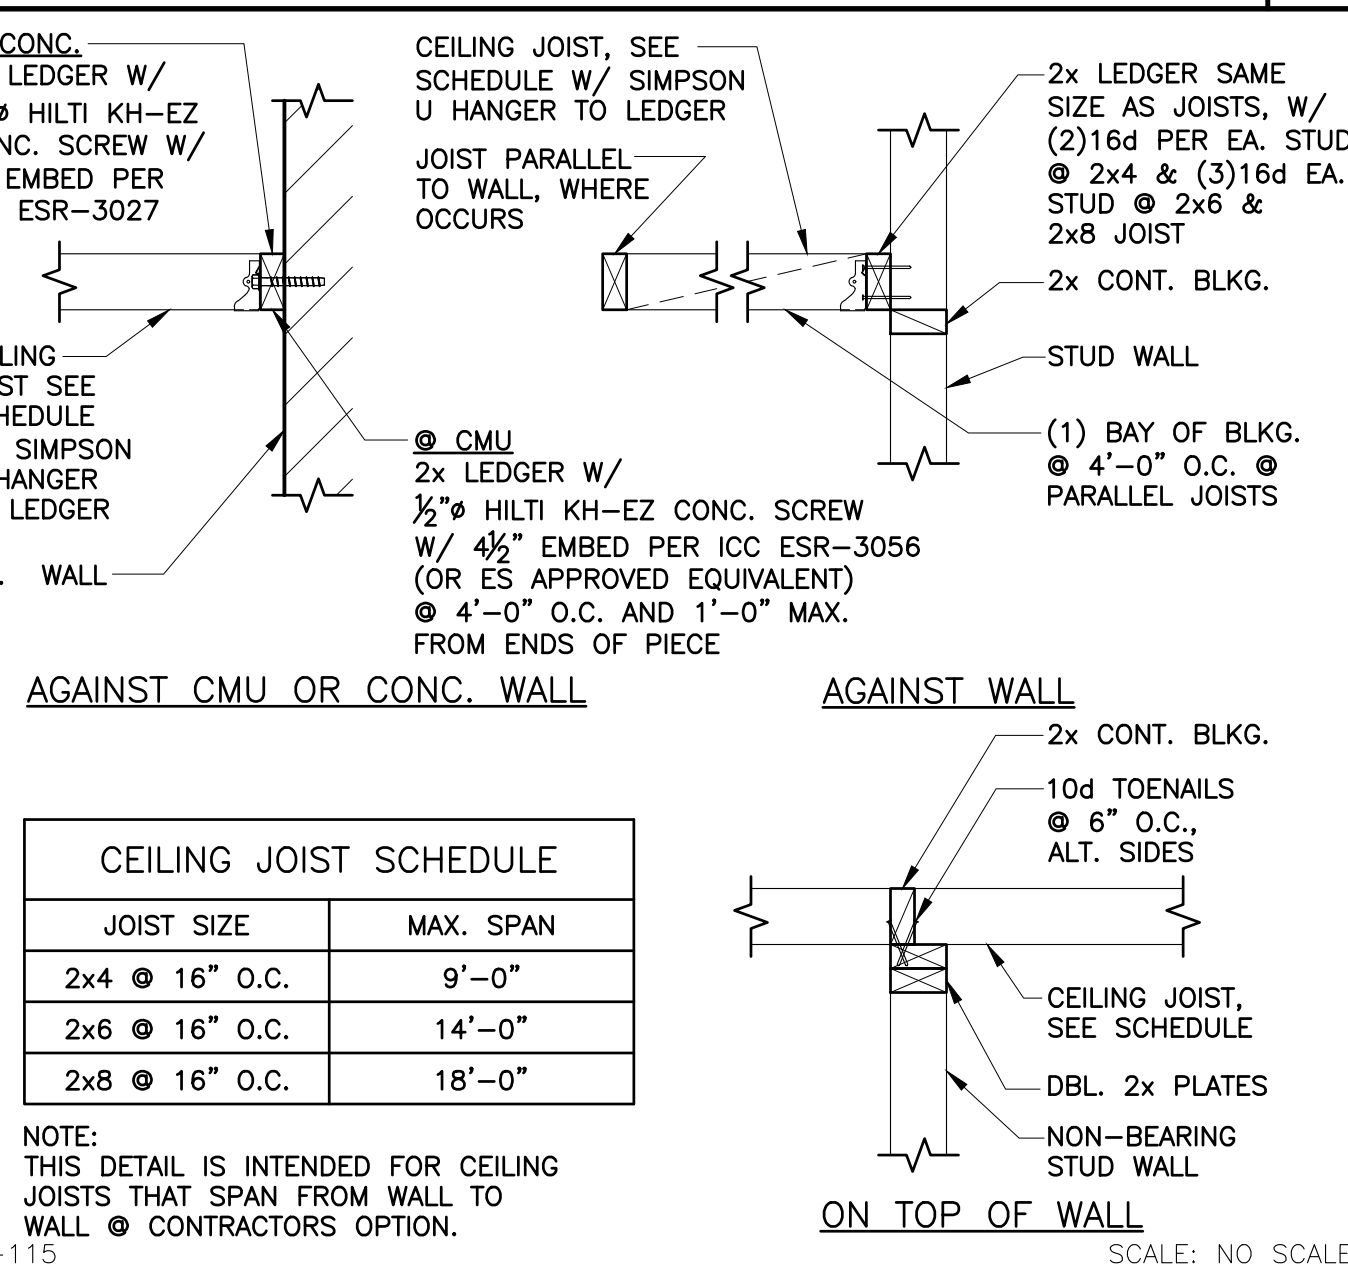 CONC.
LEDGER W/
ø HILTI KH-EZ
NC. SCREW W/
EMBED PER
ESR-3027
LING
ST SEE
HEDULE
SIMPSON
HANGER
LEDGER
. WALL
CEILING JOIST, SEE
SCHEDULE W/ SIMPSON
U HANGER TO LEDGER
JOIST PARALLEL
TO WALL, WHERE
OCCURS
@ CMU
2x LEDGER W/
½"ø HILTI KH-EZ CONC. SCREW
W/ 4½" EMBED PER ICC ESR-3056
(OR ES APPROVED EQUIVALENT)
@ 4'-0" O.C. AND 1'-0" MAX.
FROM ENDS OF PIECE
AGAINST CMU OR CONC. WALL
2x LEDGER SAME
SIZE AS JOISTS, W/
(2)16d PER EA. STUD
@ 2x4 & (3)16d EA.
STUD @ 2x6 &
2x8 JOIST
2x CONT. BLKG.
STUD WALL
(1) BAY OF BLKG.
@ 4'-0" O.C. @
PARALLEL JOISTS
AGAINST WALL
2x CONT. BLKG.
10d TOENAILS
@ 6" O.C.,
ALT. SIDES
CEILING JOIST,
SEE SCHEDULE
DBL. 2x PLATES
NON-BEARING
STUD WALL
ON TOP OF WALL
CEILING JOIST SCHEDULE
JOIST SIZE MAX. SPAN
2x4 @ 16" O.C. 9'-0"
2x6 @ 16" O.C. 14'-0"
2x8 @ 16" O.C. 18'-0"
NOTE:
THIS DETAIL IS INTENDED FOR CEILING
JOISTS THAT SPAN FROM WALL TO
WALL @ CONTRACTORS OPTION.
-115
SCALE: NO SCALE